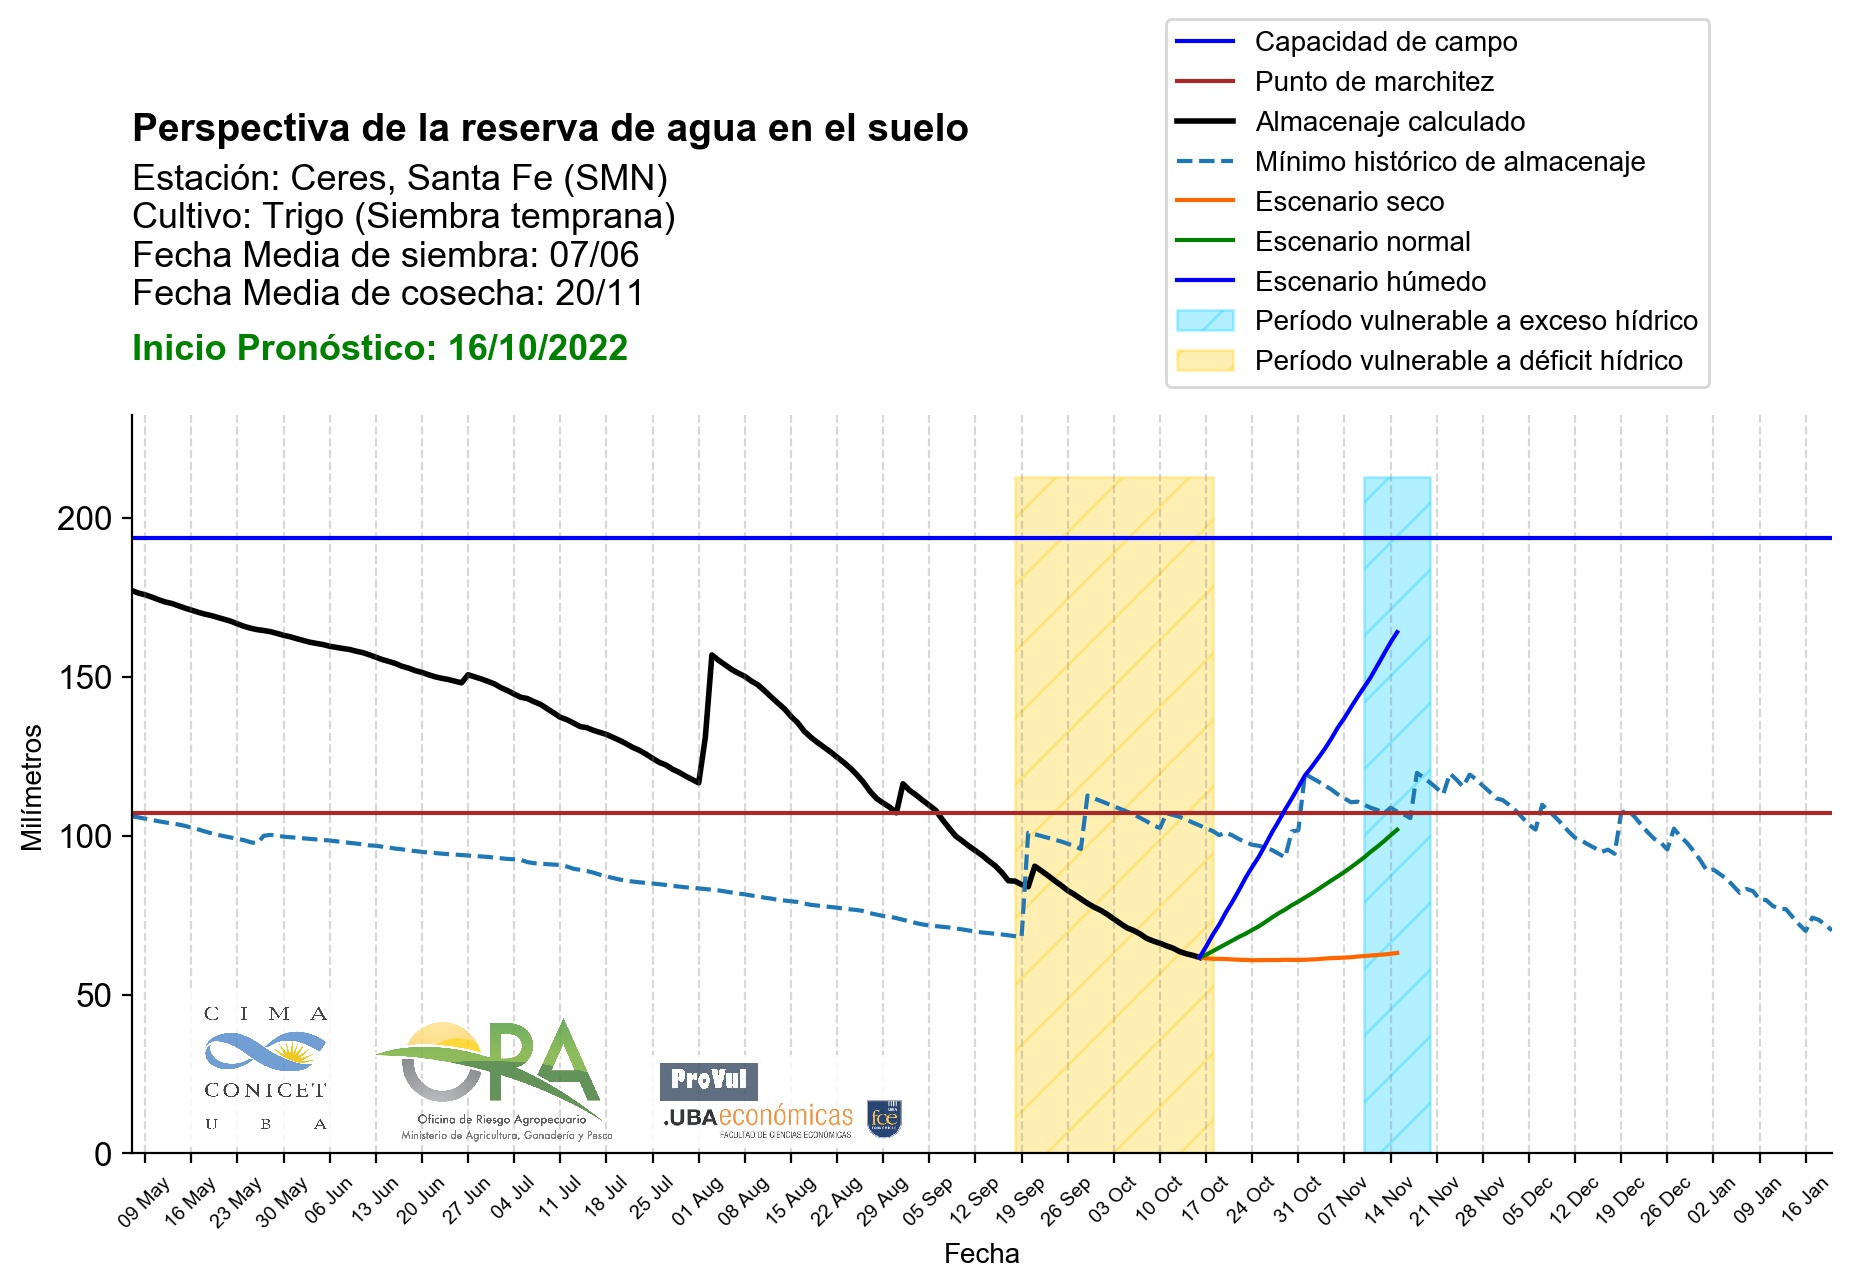 Capacidad de campo
Punto de marchitez
Almacenaje calculado
Mínimo histórico de almacenaje
Escenario seco
Escenario normal
Escenario húmedo
Período vulnerable a exceso hídrico
Período vulnerable a déficit hídrico
Perspectiva de la reserva de agua en el suelo
Estación: Ceres, Santa Fe (SMN)
Cultivo: Trigo (Siembra temprana)
Fecha Media de siembra: 07/06
Fecha Media de cosecha: 20/11
Inicio Pronóstico: 16/10/2022
Milímetros
200
150
100
50
0
CIMA
CONICET
UBA
ORA
Oficina de Riesgo Agropecuario
Ministerio de Agricultura, Ganadería y Pesca
ProVul
.UBAeconómicas
FACULTAD DE CIENCIAS ECONÓMICAS
fce
09 May
16 May
23 May
30 May
06 Jun
13 Jun
20 Jun
27 Jun
04 Jul
11 Jul
18 Jul
25 Jul
01 Aug
08 Aug
15 Aug
22 Aug
29 Aug
05 Sep
12 Sep
19 Sep
26 Sep
03 Oct
10 Oct
17 Oct
24 Oct
31 Oct
07 Nov
14 Nov
21 Nov
28 Nov
05 Dec
12 Dec
19 Dec
26 Dec
02 Jan
09 Jan
16 Jan
Fecha